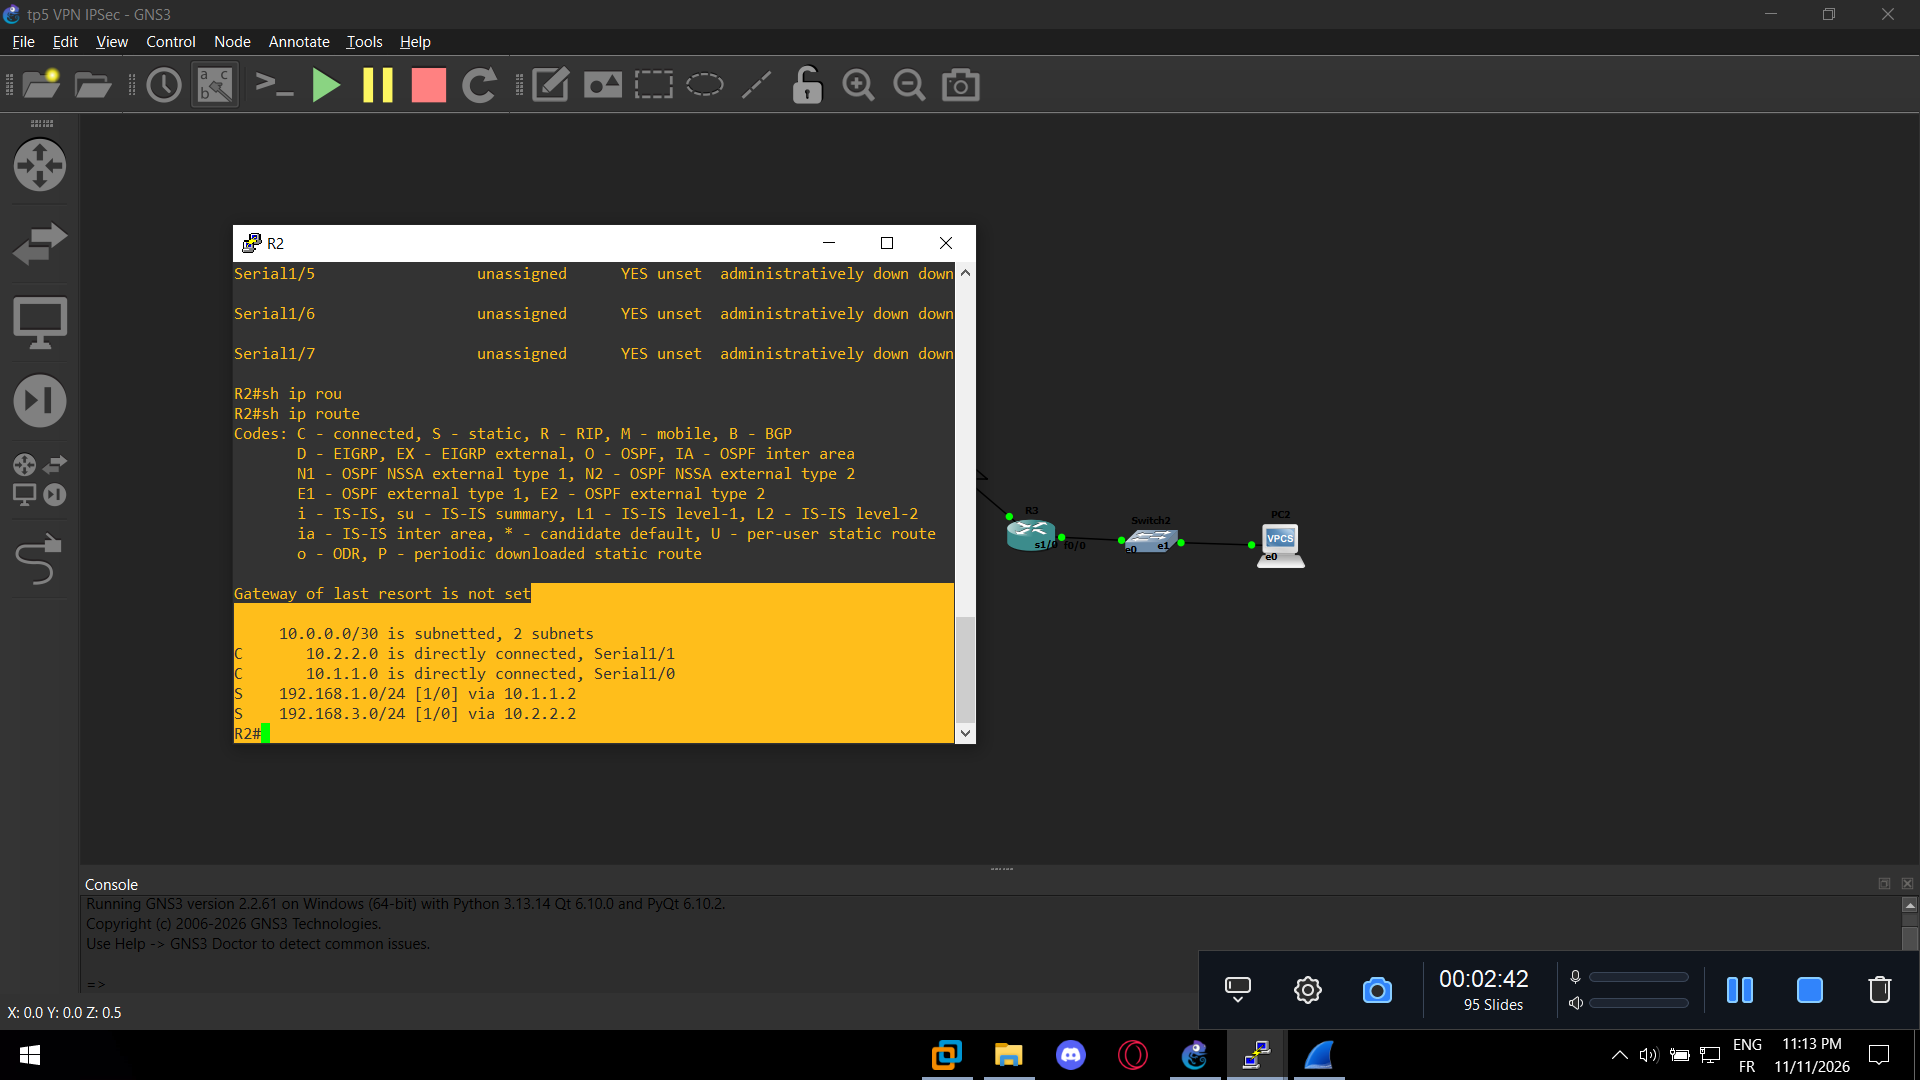 tp5 VPN IPSec - GNS3
File Edit View Control Node Annotate Tools Help
R2
Serial1/5 unassigned YES unset administratively down down
Serial1/6 unassigned YES unset administratively down down
Serial1/7 unassigned YES unset administratively down down
R2#sh ip rou
R2#sh ip route
Codes: C - connected, S - static, R - RIP, M - mobile, B - BGP
D - EIGRP, EX - EIGRP external, O - OSPF, IA - OSPF inter area
N1 - OSPF NSSA external type 1, N2 - OSPF NSSA external type 2
E1 - OSPF external type 1, E2 - OSPF external type 2
i - IS-IS, su - IS-IS summary, L1 - IS-IS level-1, L2 - IS-IS level-2
ia - IS-IS inter area, * - candidate default, U - per-user static route
o - ODR, P - periodic downloaded static route
Gateway of last resort is not set
10.0.0.0/30 is subnetted, 2 subnets
C 10.2.2.0 is directly connected, Serial1/1
C 10.1.1.0 is directly connected, Serial1/0
S 192.168.1.0/24 [1/0] via 10.1.1.2
S 192.168.3.0/24 [1/0] via 10.2.2.2
R2#
R3
s1/0 f0/0
Switch2
e0 e1
PC2
VPCS
e0
Console
Running GNS3 version 2.2.61 on Windows (64-bit) with Python 3.13.14 Qt 6.10.0 and PyQt 6.10.2.
Copyright (c) 2006-2026 GNS3 Technologies.
Use Help -> GNS3 Doctor to detect common issues.
=>
X: 0.0 Y: 0.0 Z: 0.5
00:02:42
95 Slides
ENG
FR
11:13 PM
11/11/2026